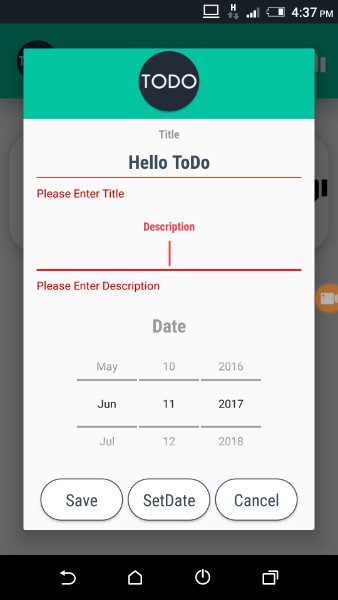 H
4:37 PM
TODO
Title
Hello ToDo
Please Enter Title
Description
Please Enter Description
Date
May 10 2016
Jun 11 2017
Jul 12 2018
Save SetDate Cancel